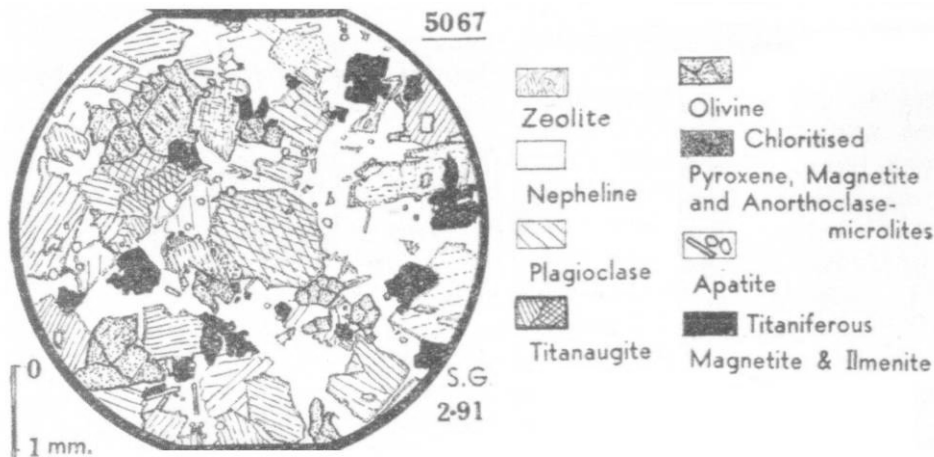 5067
Zeolite
Nepheline
Plagioclase
Titanaugite
Olivine
Chloritised
Pyroxene, Magnetite
and Anorthoclase-
microlites
Apatite
Titaniferous
Magnetite & Ilmenite
0
1 mm.
S.G.
2·91